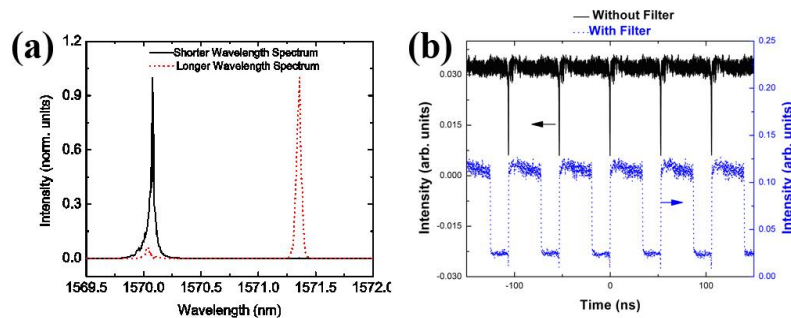 (a)
Intensity (norm. units)
1.2
0.9
0.6
0.3
0.0
Shorter Wavelength Spectrum
Longer Wavelength Spectrum
1569.5 1570.0 1570.5 1571.0 1571.5 1572.0
Wavelength (nm)
(b)
Without Filter
With Filter
Intensity (arb. units)
0.030
0.015
0.000
-0.015
-0.030
0.25
0.20
0.15
0.10
0.05
0.00
Intensity (arb. units)
-100 0 100
Time (ns)